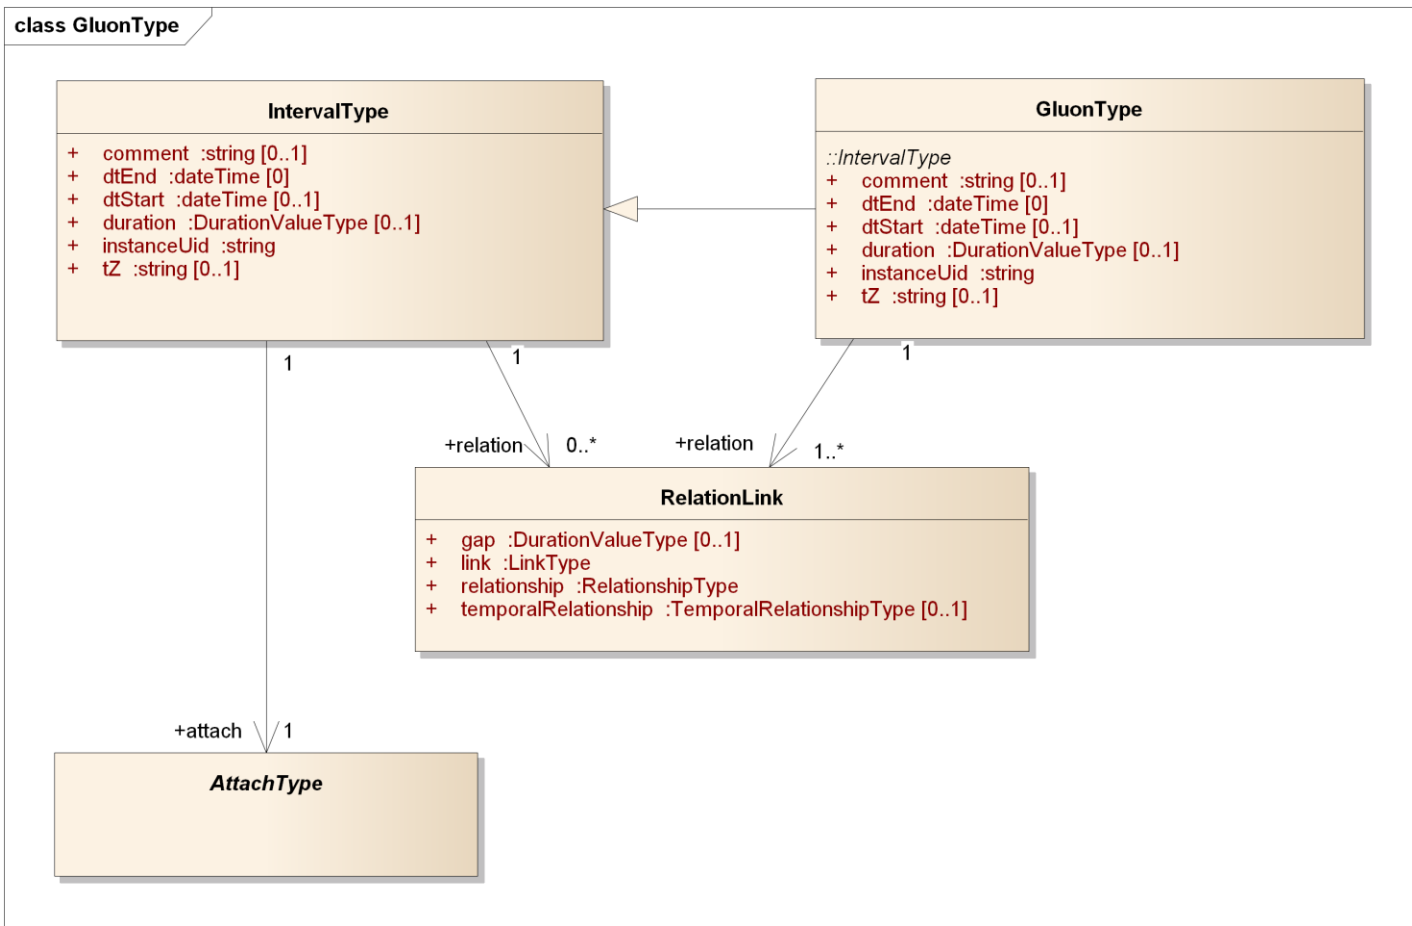 class GluonType
IntervalType
+ comment :string [0..1]
+ dtEnd :dateTime [0]
+ dtStart :dateTime [0..1]
+ duration :DurationValueType [0..1]
+ instanceUid :string
+ tZ :string [0..1]
GluonType
::IntervalType
+ comment :string [0..1]
+ dtEnd :dateTime [0]
+ dtStart :dateTime [0..1]
+ duration :DurationValueType [0..1]
+ instanceUid :string
+ tZ :string [0..1]
1
1
1
+relation
0..*
+relation
1..*
RelationLink
+ gap :DurationValueType [0..1]
+ link :LinkType
+ relationship :RelationshipType
+ temporalRelationship :TemporalRelationshipType [0..1]
+attach
1
AttachType